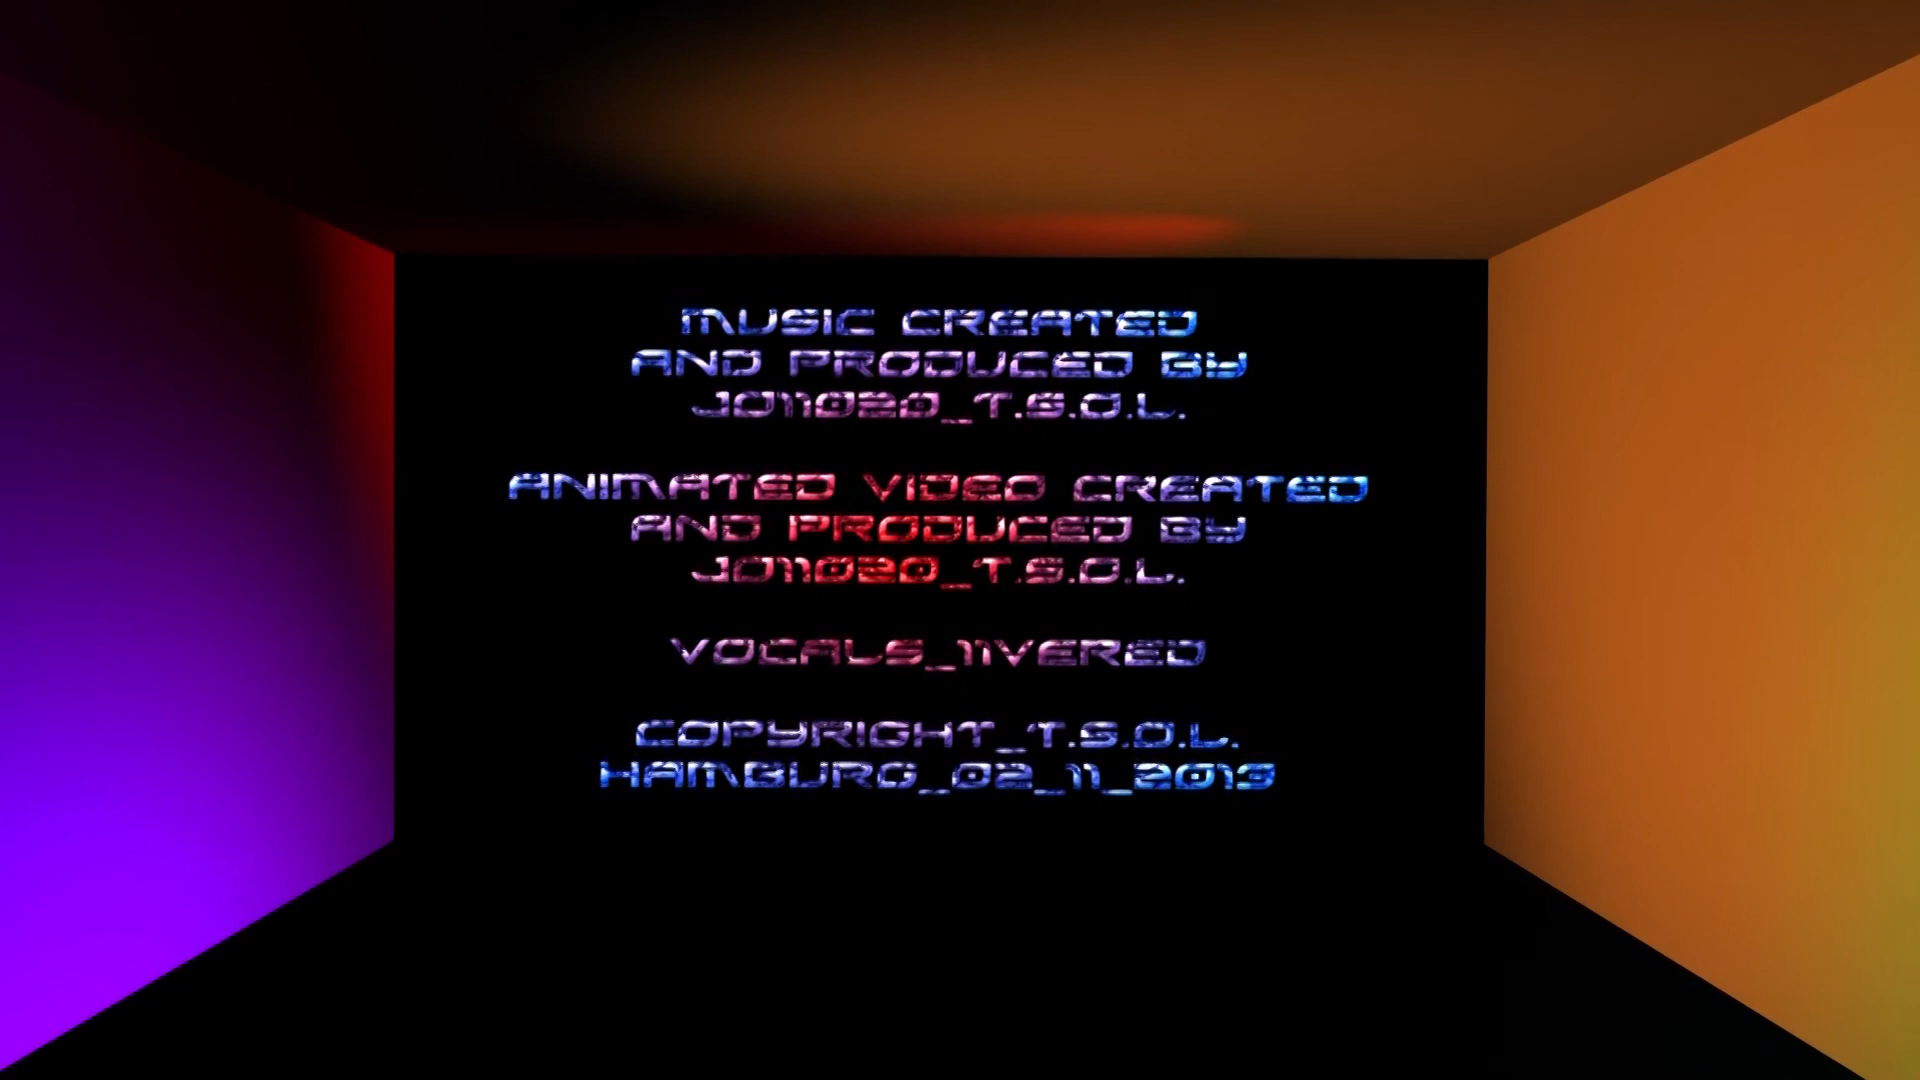 MUSIC CREATED
AND PRODUCED BY
JO11020_T.S.O.L.
ANIMATED VIDEO CREATED
AND PRODUCED BY
JO11020_T.S.O.L.
VOCALS_11VERED
COPYRIGHT_T.S.O.L.
HAMBURG_02_11_2013